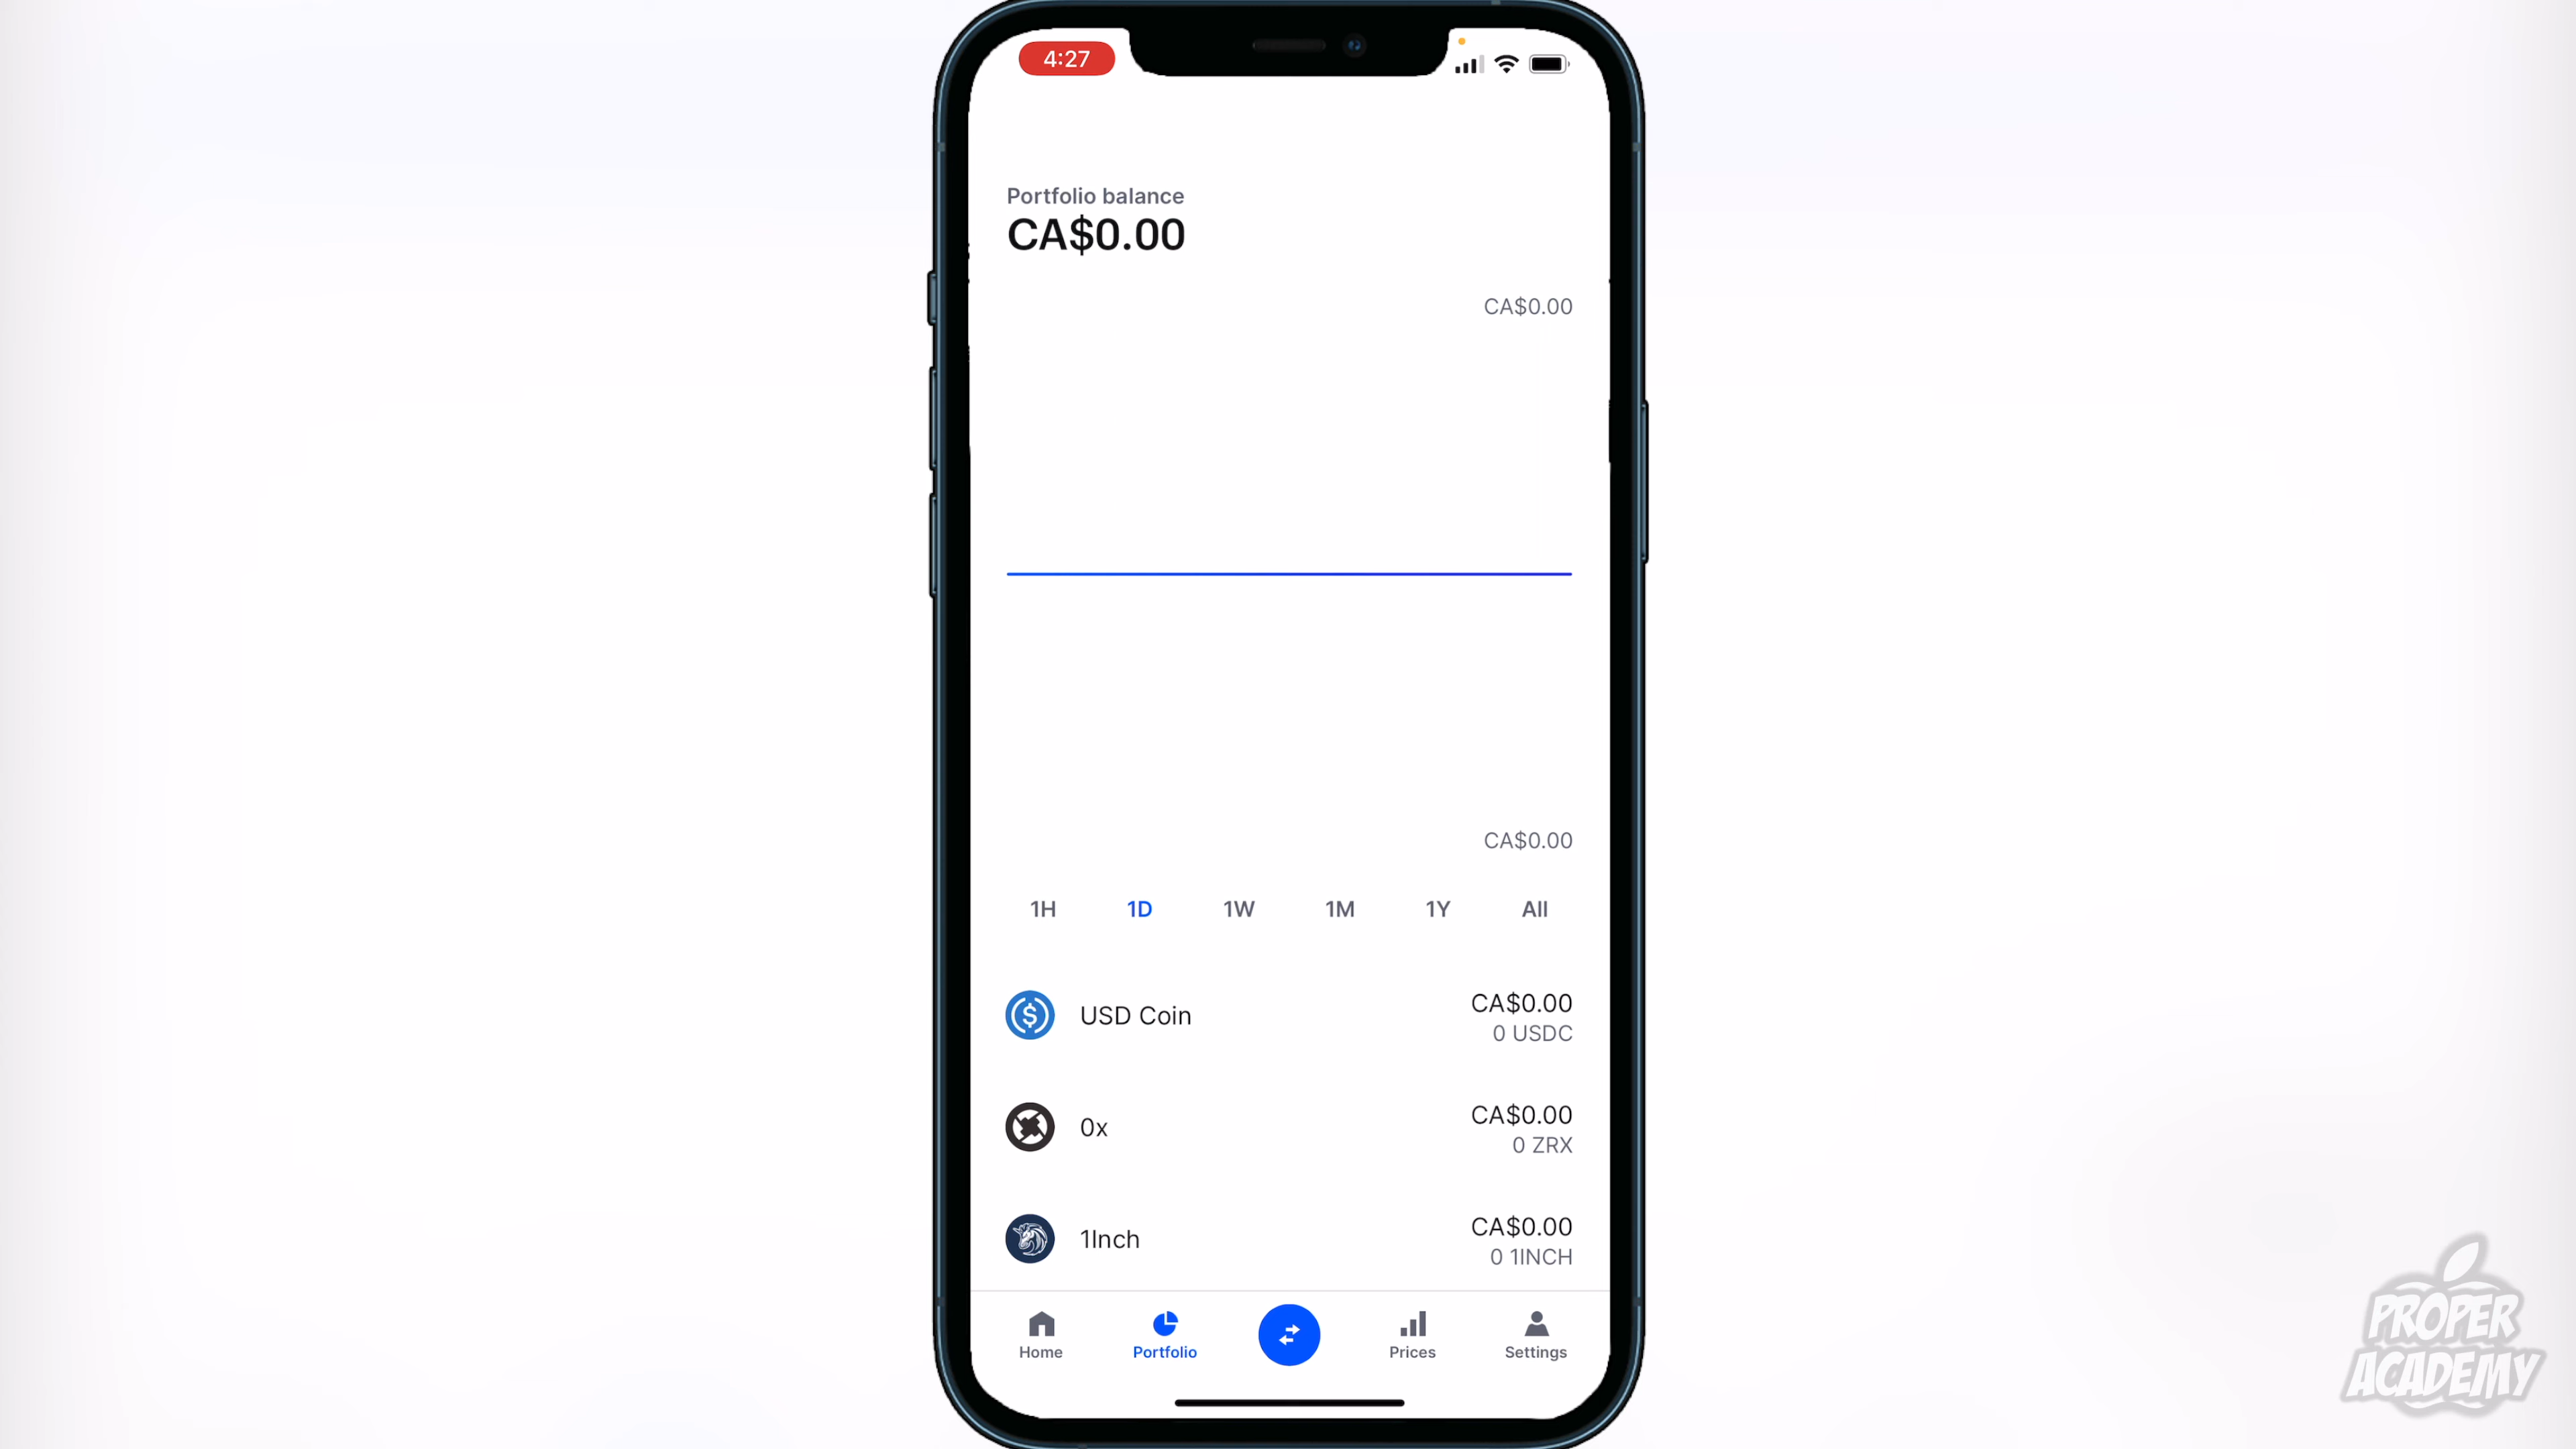 4:27
Portfolio balance
CA$0.00
CA$0.00
CA$0.00
1H 1D 1W 1M 1Y All
USD Coin CA$0.00
0 USDC
0x CA$0.00
0 ZRX
1Inch CA$0.00
0 1INCH
Home Portfolio Prices Settings
PROPER
ACADEMY